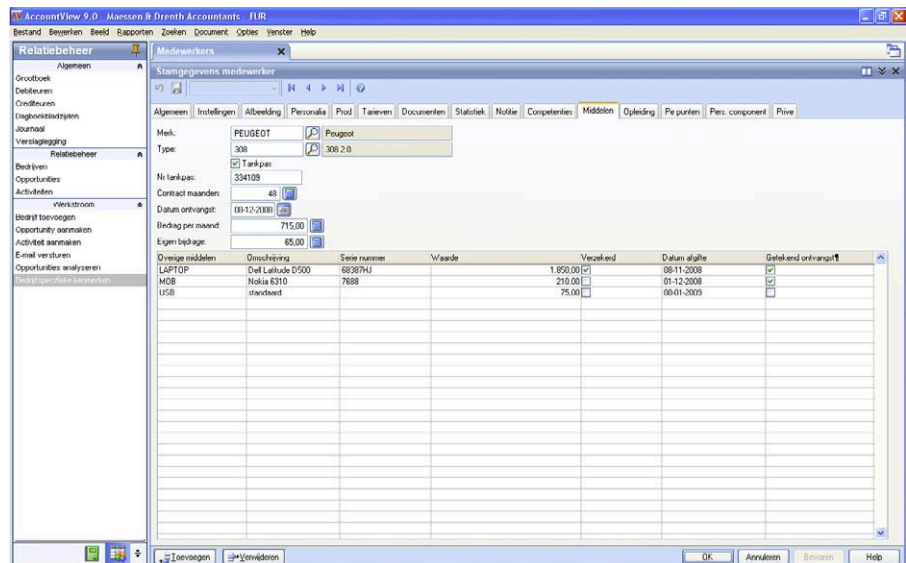 AccountView 9.0 - Maessen & Drenth Accountants - EUR
Bestand Bewerken Beeld Rapporten Zoeken Document Opties Venster Help
Relatiebeheer
Algemeen
Grootboek
Debiteuren
Crediteuren
Dagboekbladzijden
Journaal
Verslaglegging
Relatiebeheer
Bedrijven
Opportunities
Activiteiten
Werkstroom
Bedrijf toevoegen
Opportunity aanmaken
Activiteit aanmaken
E-mail versturen
Opportunities analyseren
Bedrijfspecifieke kenmerken
Medewerkers
Stamgegevens medewerker
Algemeen Instellingen Afbeelding Personalia Prod Tarieven Documenten Statistiek Notitie Competenties Middelen Opleiding Pe punten Pers. component Prive
Merk: PEUGEOT Peugeot
Type: 308 308 2.0
Tankpas
Nr tankpas: 334109
Contract maanden: 48
Datum ontvangst: 08-12-2008
Bedrag per maand: 715,00
Eigen bijdrage: 65,00
Overige middelen Omschrijving Serie nummer Waarde Verzekerd Datum afgifte Getekend ontvangst¶
LAPTOP Dell Latitude D500 68387HJ 1.850,00 08-11-2008
MOB Nokia 6310 7688 210,00 01-12-2008
USB standaard 75,00 08-01-2009
Toevoegen Verwijderen OK Annuleren Bewaren Help